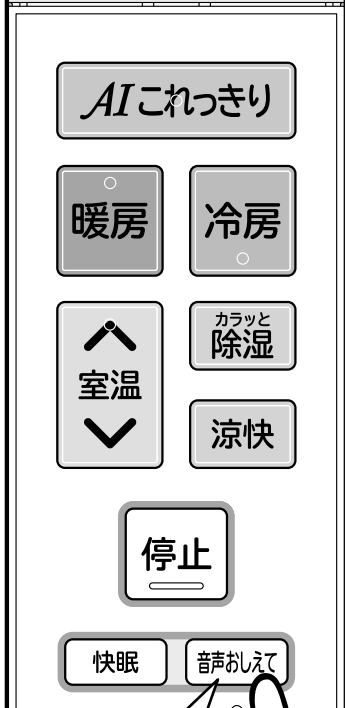 AIこれっきり
暖房
冷房
カラッと
除湿
室温
涼快
停止
快眠
音声おしえて